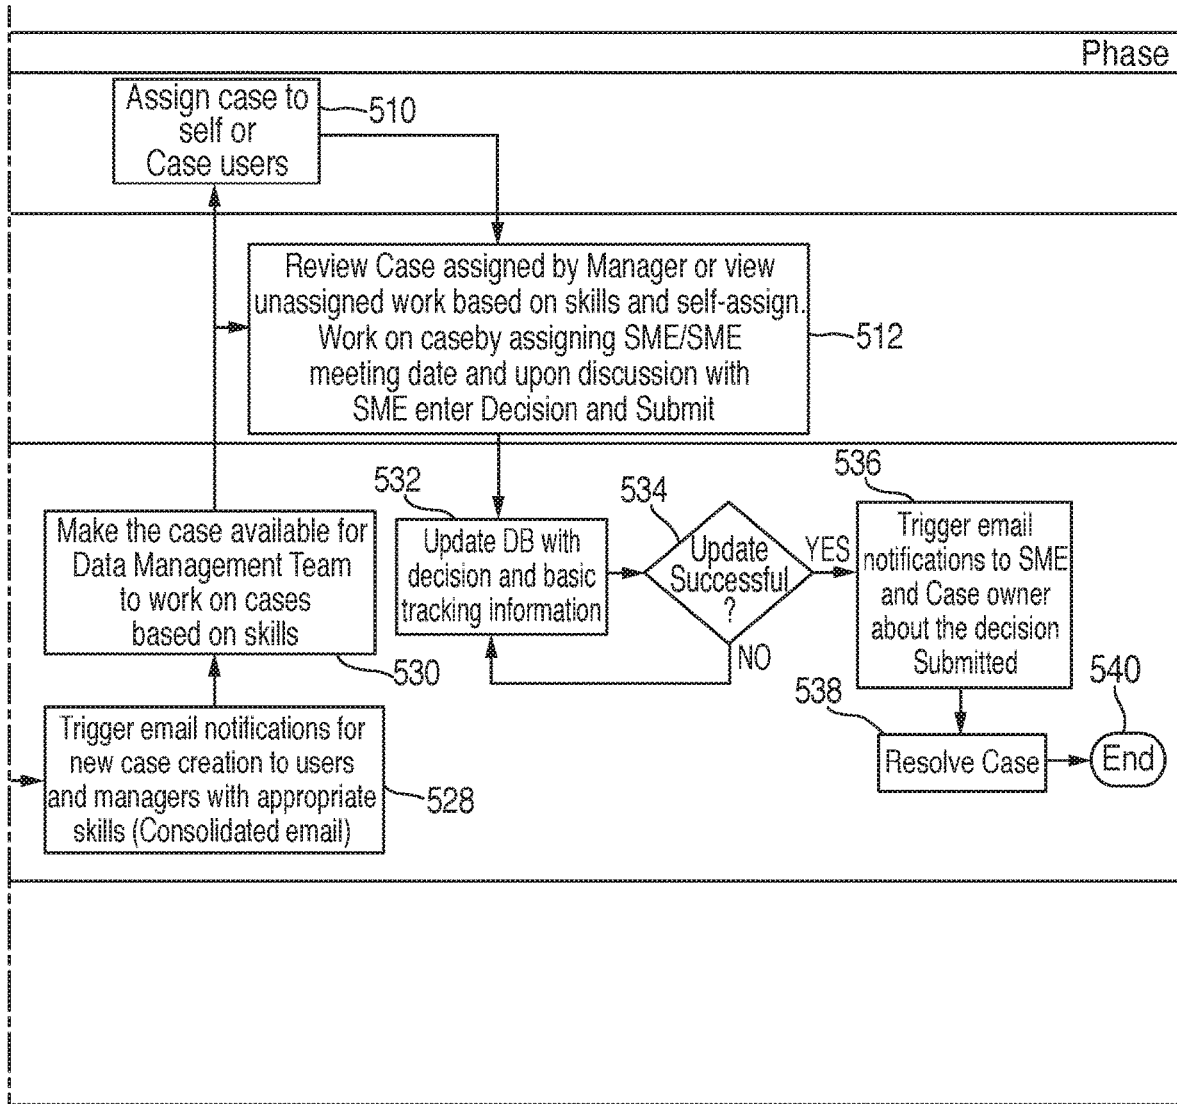 Phase
Assign case to
self or
Case users
510
Review Case assigned by Manager or view
unassigned work based on skills and self-assign.
Work on caseby assigning SME/SME
meeting date and upon discussion with
SME enter Decision and Submit
512
Make the case available for
Data Management Team
to work on cases
based on skills
530
532
Update DB with
decision and basic
tracking information
534
Update
Successful
?
YES
NO
536
Trigger email
notifications to SME
and Case owner
about the decision
Submitted
538
Resolve Case
540
End
Trigger email notifications for
new case creation to users
and managers with appropriate
skills (Consolidated email)
528